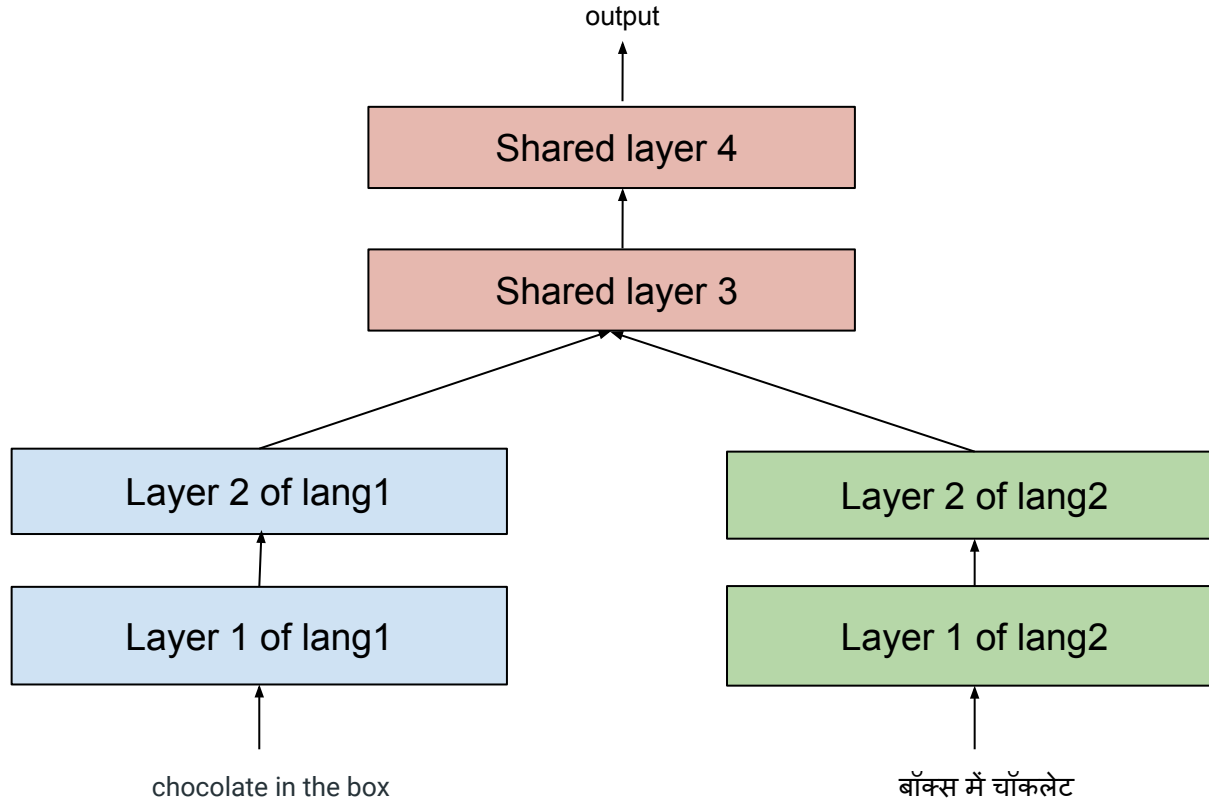 output
Shared layer 4
Shared layer 3
Layer 2 of lang1
Layer 2 of lang2
Layer 1 of lang1
Layer 1 of lang2
chocolate in the box
बॉक्स में चॉकलेट